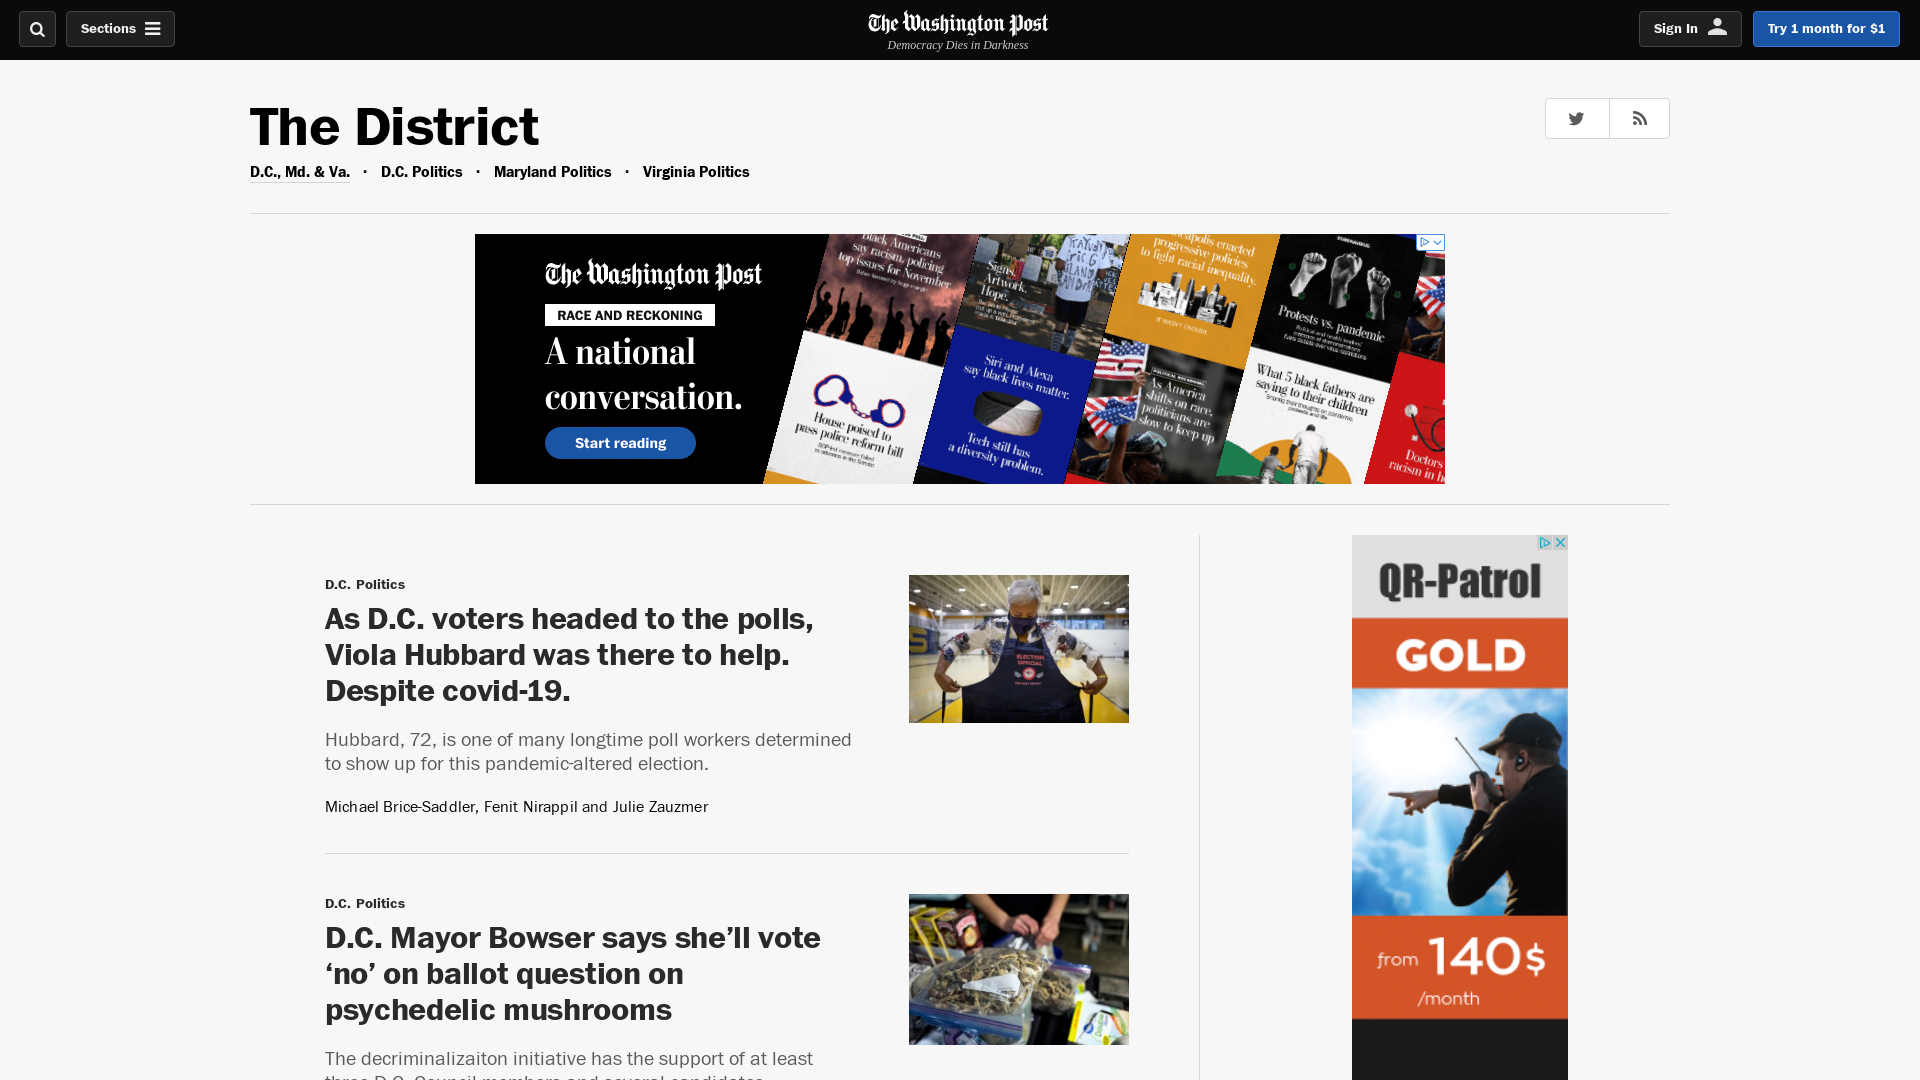 Sections
The Washington Post
Democracy Dies in Darkness
Sign In
Try 1 month for $1
The District
D.C., Md. & Va. · D.C. Politics · Maryland Politics · Virginia Politics
The Washington Post
RACE AND RECKONING
A national
conversation.
Start reading
Black Americans
say racism, policing
top issues for November
Signs.
Artwork.
Hope.
progressive policies
to fight racial inequality.
CORONAVIRUS
Protests vs. pandemic
House poised to
pass police reform bill
Siri and Alexa
say black lives matter.
Tech still has
a diversity problem.
As America
shifts on race,
politicians are
slow to keep up
What 5 black fathers are
saying to their children
Doctors
racism in
D.C. Politics
As D.C. voters headed to the polls,
Viola Hubbard was there to help.
Despite covid-19.
Hubbard, 72, is one of many longtime poll workers determined
to show up for this pandemic-altered election.
Michael Brice-Saddler, Fenit Nirappil and Julie Zauzmer
ELECTION
OFFICIAL
D.C. Politics
D.C. Mayor Bowser says she’ll vote
‘no’ on ballot question on
psychedelic mushrooms
The decriminalizaiton initiative has the support of at least
three D.C. Council members and several candidates.
QR-Patrol
GOLD
from 140$
/month